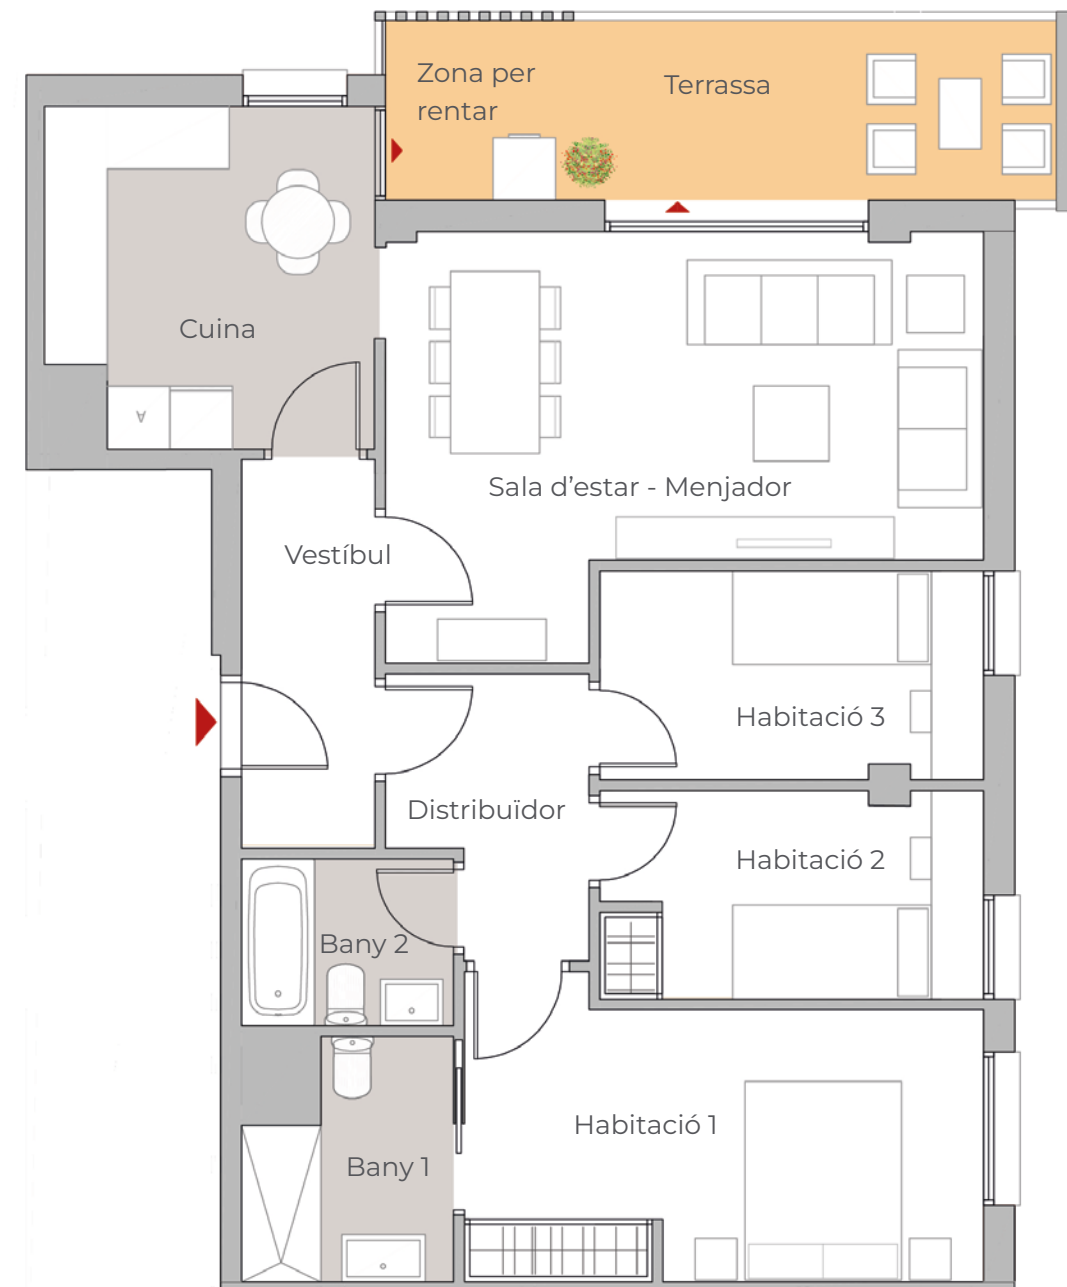 Zona per
rentar
Terrassa
Cuina
A
Sala d’estar - Menjador
Vestíbul
Habitació 3
Distribuïdor
Habitació 2
Bany 2
Habitació 1
Bany 1